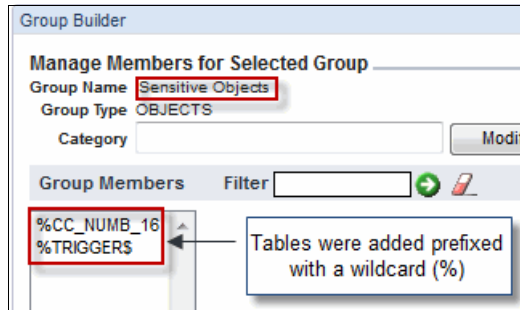 Group Builder
Manage Members for Selected Group
Group Name Sensitive Objects
Group Type OBJECTS
Category
Modif
Group Members Filter
%CC_NUMB_16
%TRIGGER$
Tables were added prefixed
with a wildcard (%)